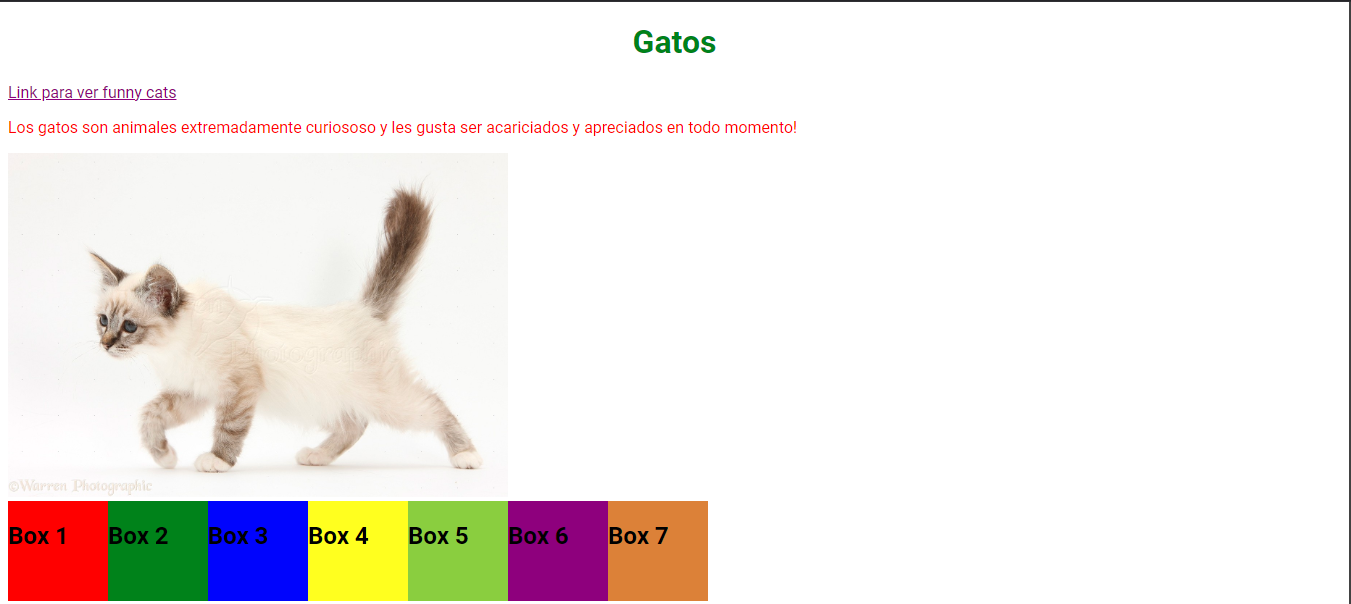 Gatos
Link para ver funny cats
Los gatos son animales extremadamente curiososo y les gusta ser acariciados y apreciados en todo momento!
©Warren Photographic
Box 1 Box 2 Box 3 Box 4 Box 5 Box 6 Box 7